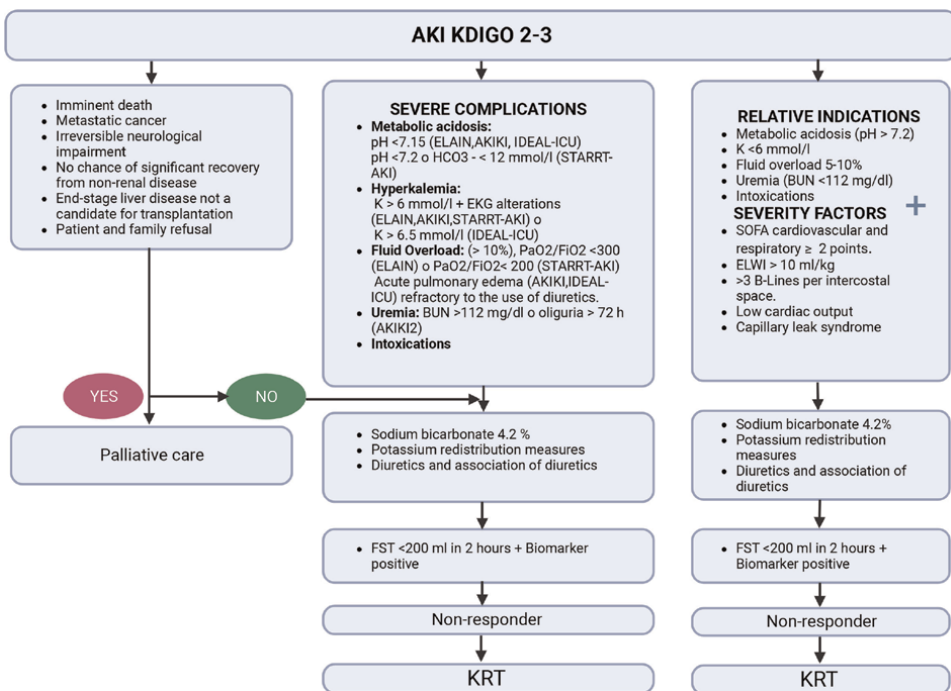 AKI KDIGO 2-3
• Imminent death
• Metastatic cancer
• Irreversible neurological
impairment
• No chance of significant recovery
from non-renal disease
• End-stage liver disease not a
candidate for transplantation
• Patient and family refusal
YES
NO
Palliative care
SEVERE COMPLICATIONS
• Metabolic acidosis:
pH <7.15 (ELAIN,AKIKI, IDEAL-ICU)
pH <7.2 o HCO3 - < 12 mmol/l (STARRT-
AKI)
• Hyperkalemia:
K > 6 mmol/l + EKG alterations
(ELAIN,AKIKI,STARRT-AKI) o
K > 6.5 mmol/l (IDEAL-ICU)
• Fluid Overload: (> 10%), PaO2/FiO2 <300
(ELAIN) o PaO2/FiO2< 200 (STARRT-AKI)
Acute pulmonary edema (AKIKI,IDEAL-
ICU) refractory to the use of diuretics.
• Uremia: BUN >112 mg/dl o oliguria > 72 h
(AKIKI2)
• Intoxications
• Sodium bicarbonate 4.2 %
• Potassium redistribution measures
• Diuretics and association of diuretics
• FST <200 ml in 2 hours + Biomarker
positive
Non-responder
KRT
RELATIVE INDICATIONS
• Metabolic acidosis (pH > 7.2)
• K <6 mmol/l
• Fluid overload 5-10%
• Uremia (BUN <112 mg/dl)
• Intoxications
SEVERITY FACTORS +
• SOFA cardiovascular and
respiratory ≥ 2 points.
• ELWI > 10 ml/kg
• >3 B-Lines per intercostal
space.
• Low cardiac output
• Capillary leak syndrome
• Sodium bicarbonate 4.2%
• Potassium redistribution
measures
• Diuretics and association of
diuretics
• FST <200 ml in 2 hours +
Biomarker positive
Non-responder
KRT